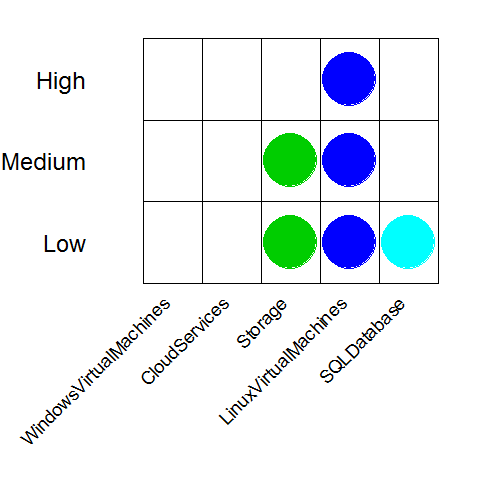 High
Medium
Low
WindowsVirtualMachines
CloudServices
Storage
LinuxVirtualMachines
SQLDatabase